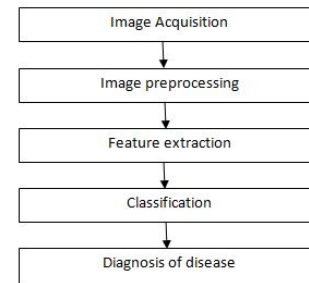 Image Acquisition
Image preprocessing
Feature extraction
Classification
Diagnosis of disease